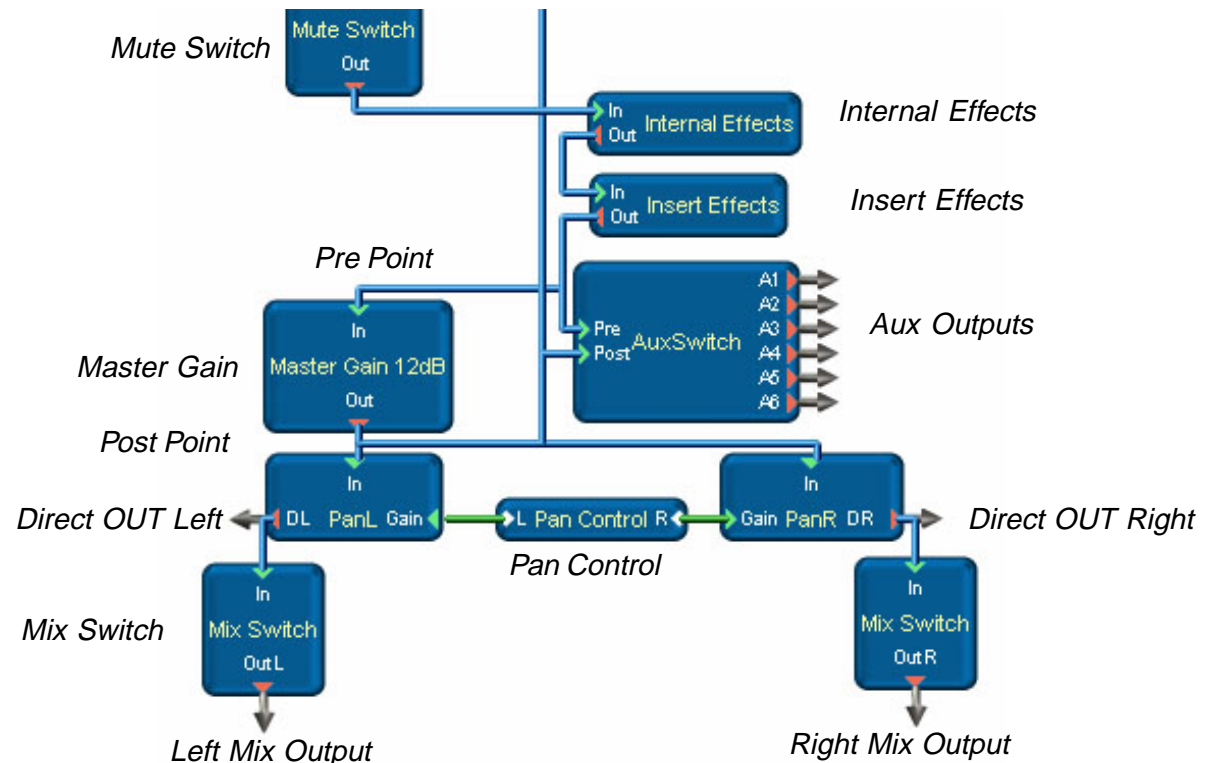 Mute Switch
Mute Switch
Out
In
Out
Internal Effects
Internal Effects
In
Out
Insert Effects
Insert Effects
Pre Point
In
Master Gain 12dB
Out
Master Gain
Pre
Post
AuxSwitch
A1
A2
A3
A4
A5
A6
Aux Outputs
Post Point
In
DL PanL Gain
L Pan Control R
In
Gain PanR DR
Direct OUT Left
Direct OUT Right
Pan Control
Mix Switch
In
Mix Switch
OutL
In
Mix Switch
OutR
Left Mix Output
Right Mix Output